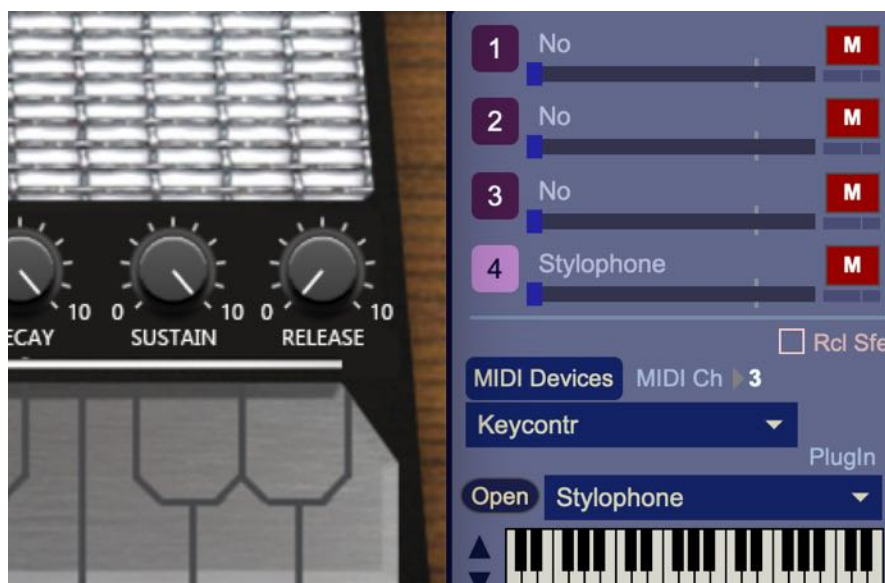 10
0
10
0
10
ECAY
SUSTAIN
RELEASE
1 No M
2 No M
3 No M
4 Stylophone M
Rcl Sfe
MIDI Devices MIDI Ch 3
Keycontr
PlugIn
Open Stylophone